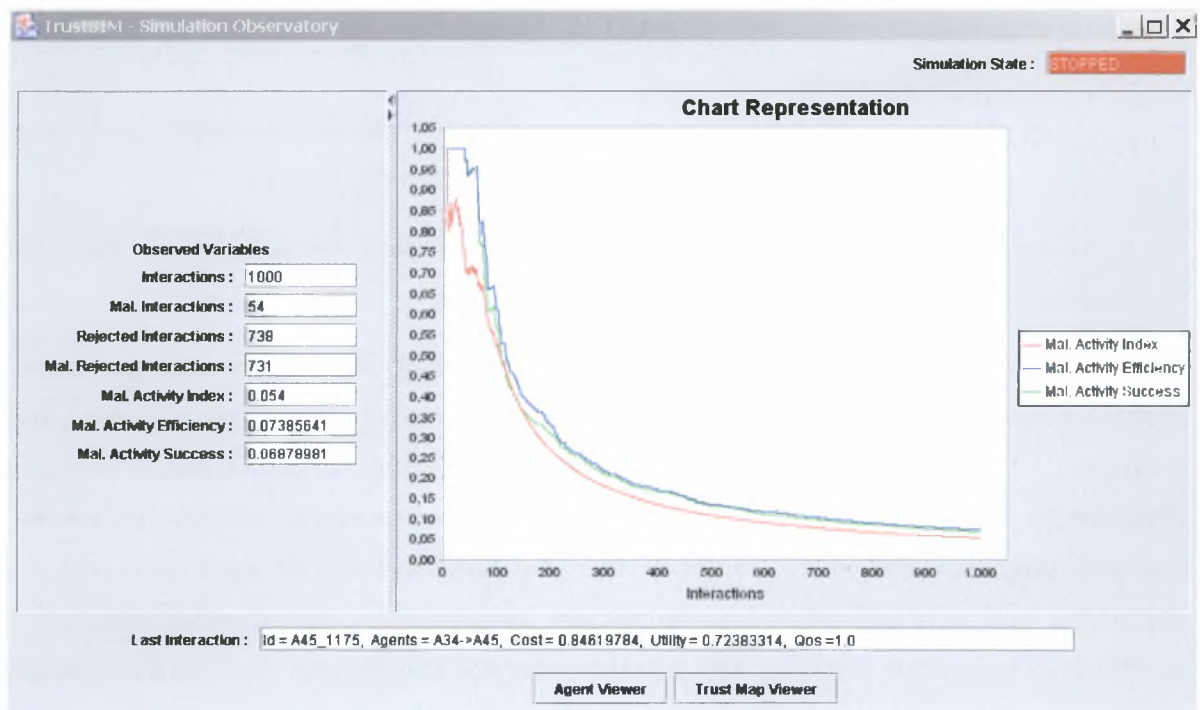 TrustSIM - Simulation Observatory
Simulation State : STOPPED
Chart Representation
1,05
1,00
0,95
0,90
0,85
0,80
0,75
0,70
0,65
0,60
0,55
0,50
0,45
0,40
0,35
0,30
0,25
0,20
0,15
0,10
0,05
0,00
0 100 200 300 400 500 600 700 800 900 1.000
Interactions
Observed Variables
Interactions : 1000
Mal. Interactions : 54
Rejected Interactions : 738
Mal. Rejected Interactions : 731
Mal. Activity Index : 0.054
Mal. Activity Efficiency : 0.07385641
Mal. Activity Success : 0.06878981
Mal. Activity Index
Mal. Activity Efficiency
Mal. Activity Success
Last Interaction : Id = A45_1175, Agents = A34->A45, Cost = 0.84619784, Utility = 0.72383314, Qos =1.0
Agent Viewer Trust Map Viewer